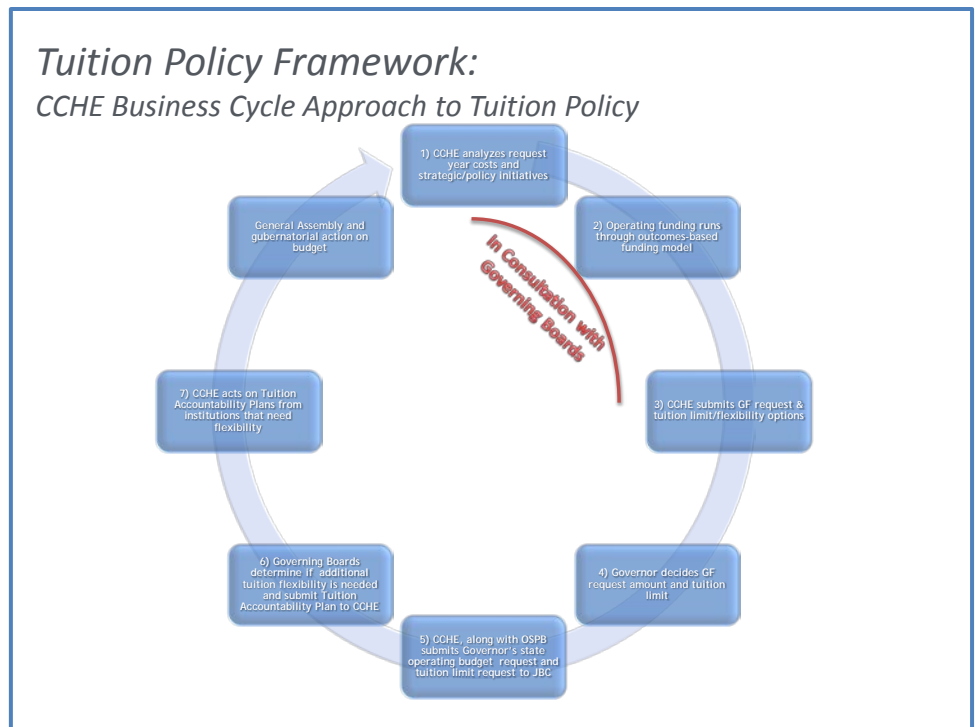 Tuition Policy Framework:
CCHE Business Cycle Approach to Tuition Policy
1) CCHE analyzes request
year costs and
strategic/policy initiatives
2) Operating funding runs
through outcomes-based
funding model
In Consultation with
Governing Boards
3) CCHE submits GF request &
tuition limit/flexibility options
4) Governor decides GF
request amount and tuition
limit
5) CCHE, along with OSPB
submits Governor's state
operating budget request and
tuition limit request to JBC
6) Governing Boards
determine if additional
tuition flexibility is needed
and submit Tuition
Accountability Plan to CCHE
7) CCHE acts on Tuition
Accountability Plans from
institutions that need
flexibility
General Assembly and
gubernatorial action on
budget